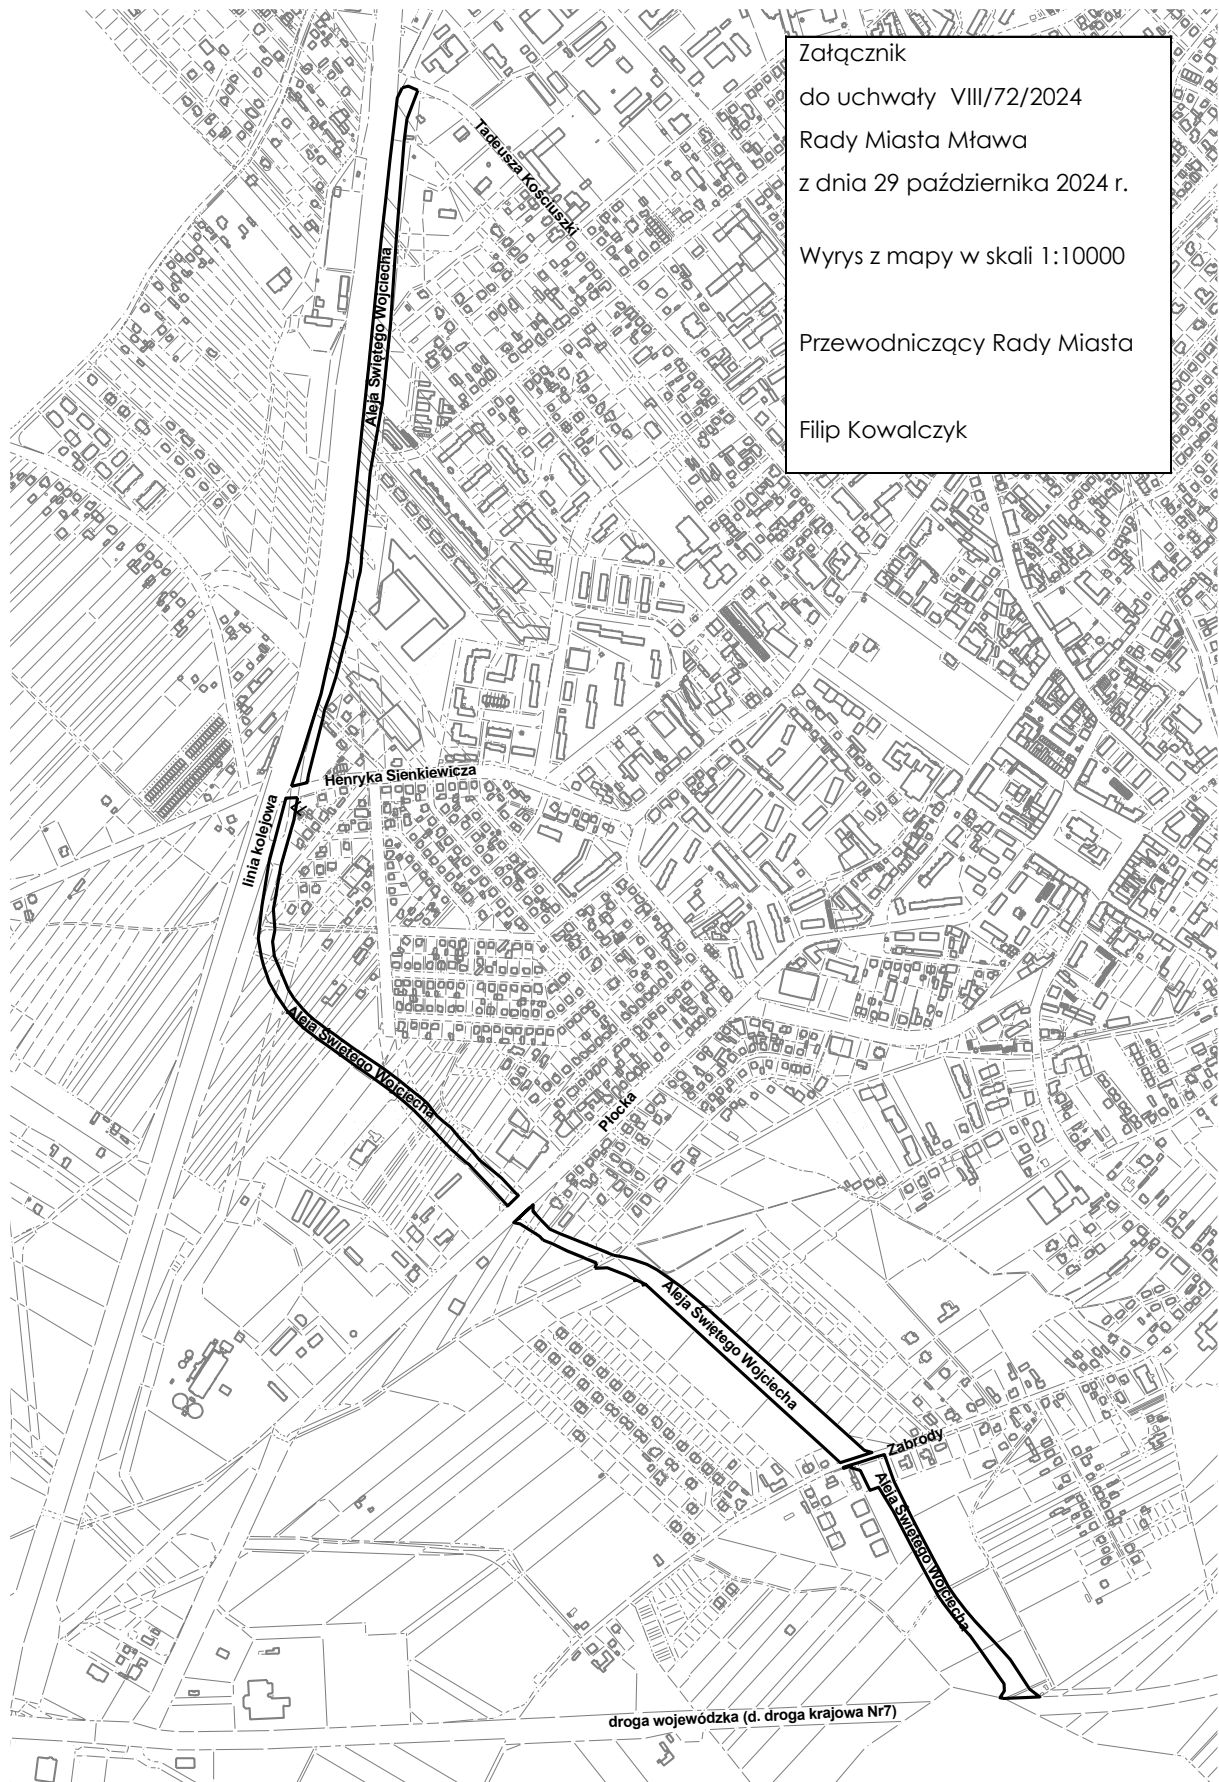 Załącznik
do uchwały VIII/72/2024
Rady Miasta Mława
z dnia 29 października 2024 r.
Wyrys z mapy w skali 1:10000
Przewodniczący Rady Miasta
Filip Kowalczyk
Tadeusza Kościuszki
Aleja Świętego Wojciecha
Henryka Sienkiewicza
linia kolejowa
Aleja Świętego Wojciecha
Płocka
Aleja Świętego Wojciecha
Zabrody
Aleja Świętego Wojciecha
droga wojewódzka (d. droga krajowa Nr7)